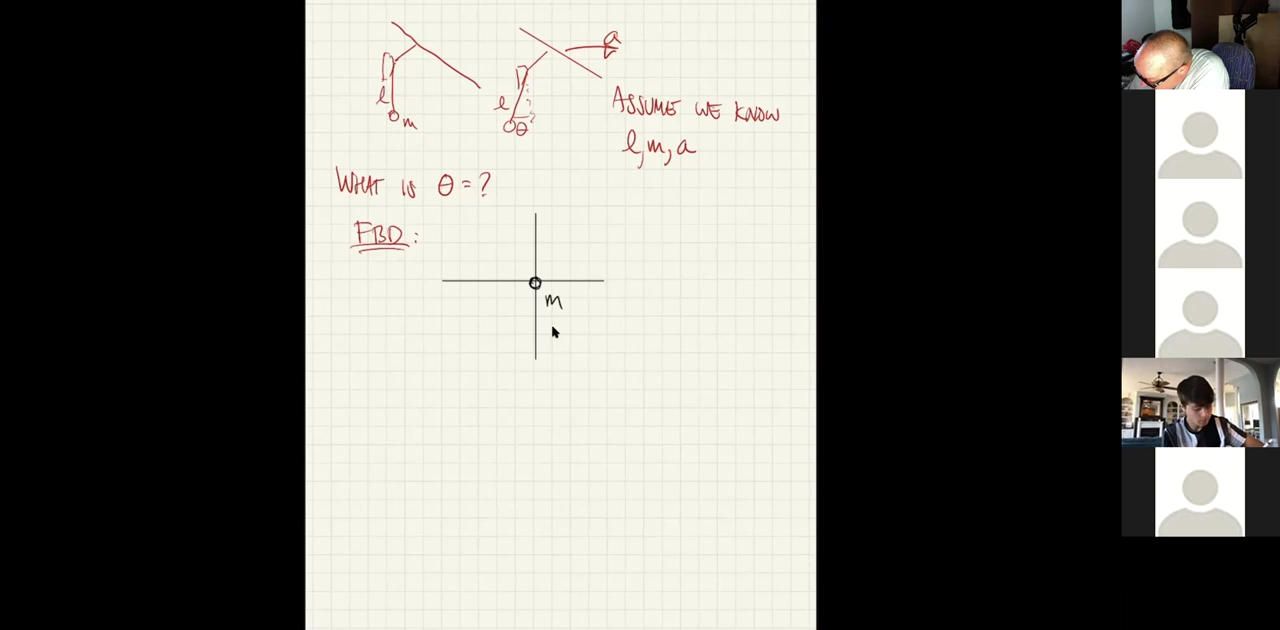 a
l
l
m
θ
ASSUME WE KNOW
l, m, a
WHAT IS θ = ?
FBD:
m